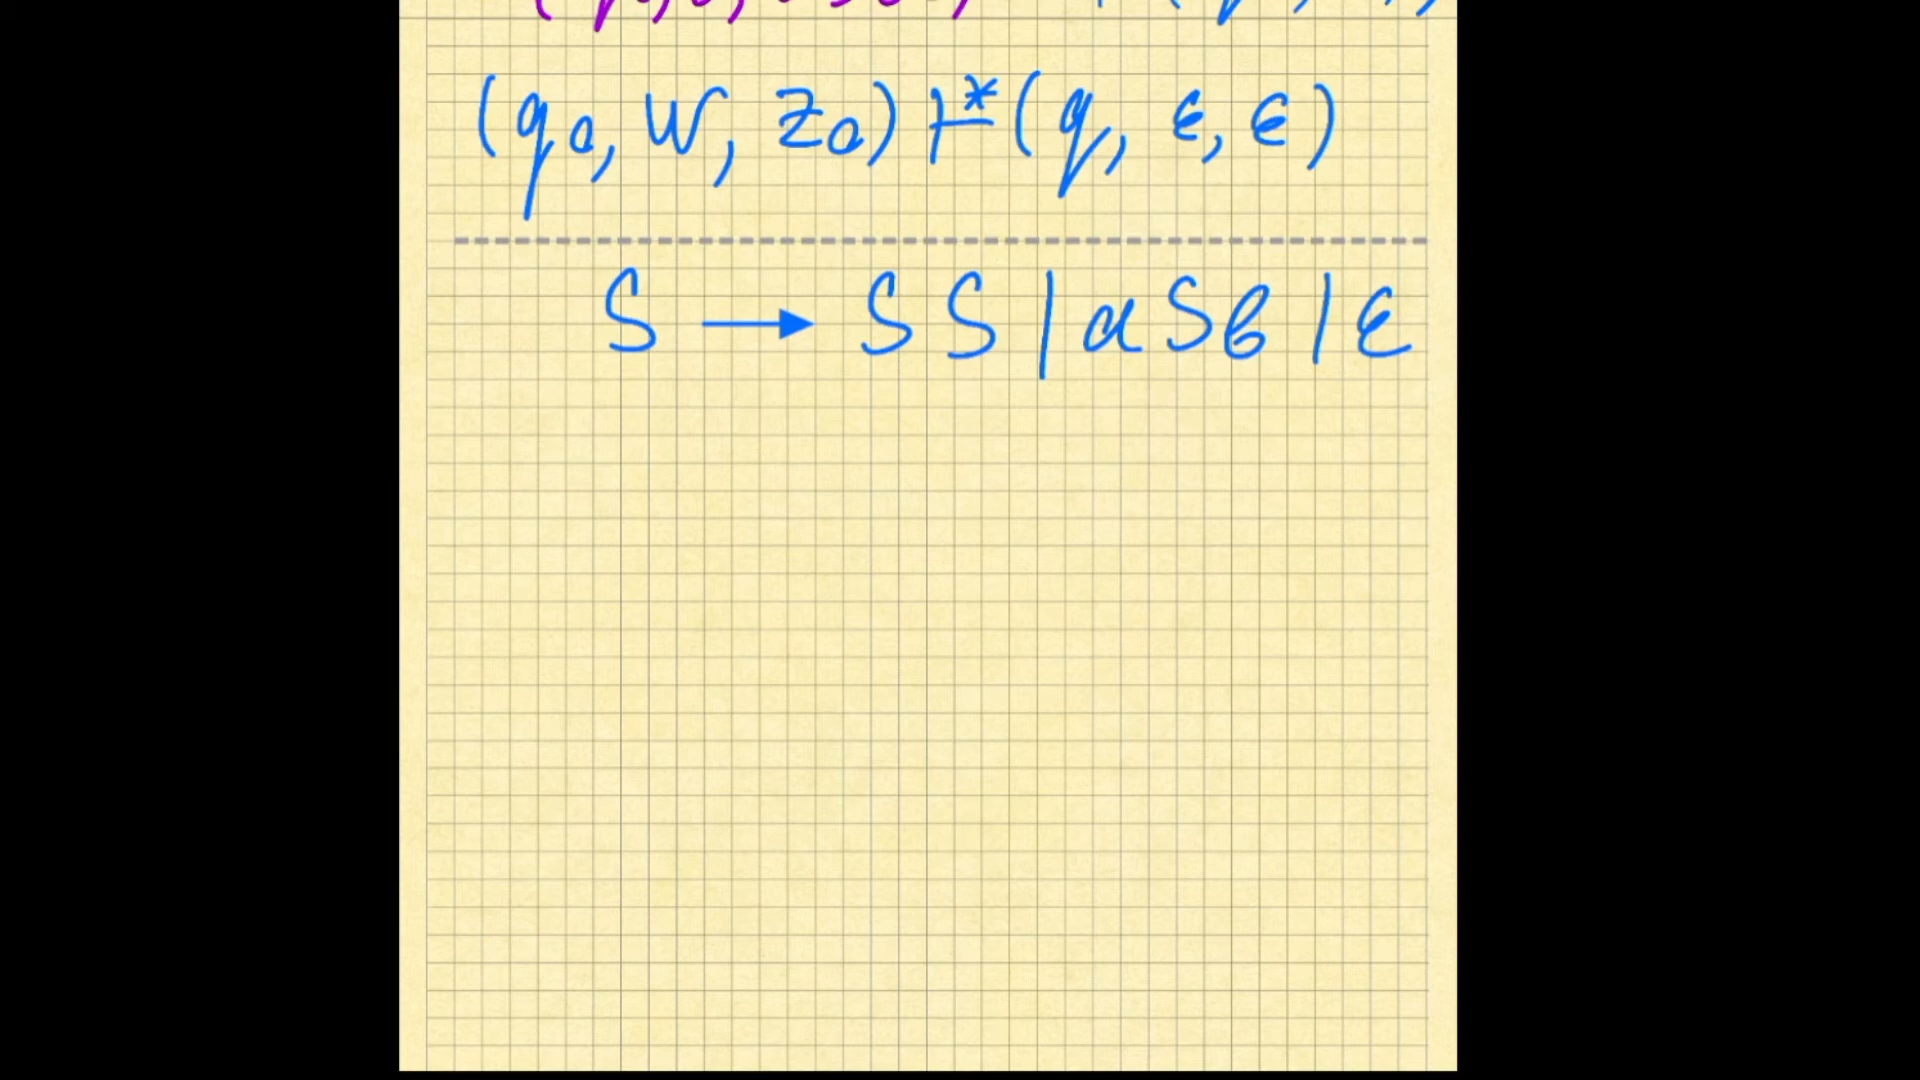 (q₀, w, z₀) ⊢* (q, ε, ε)
S → SS | aSb | ε